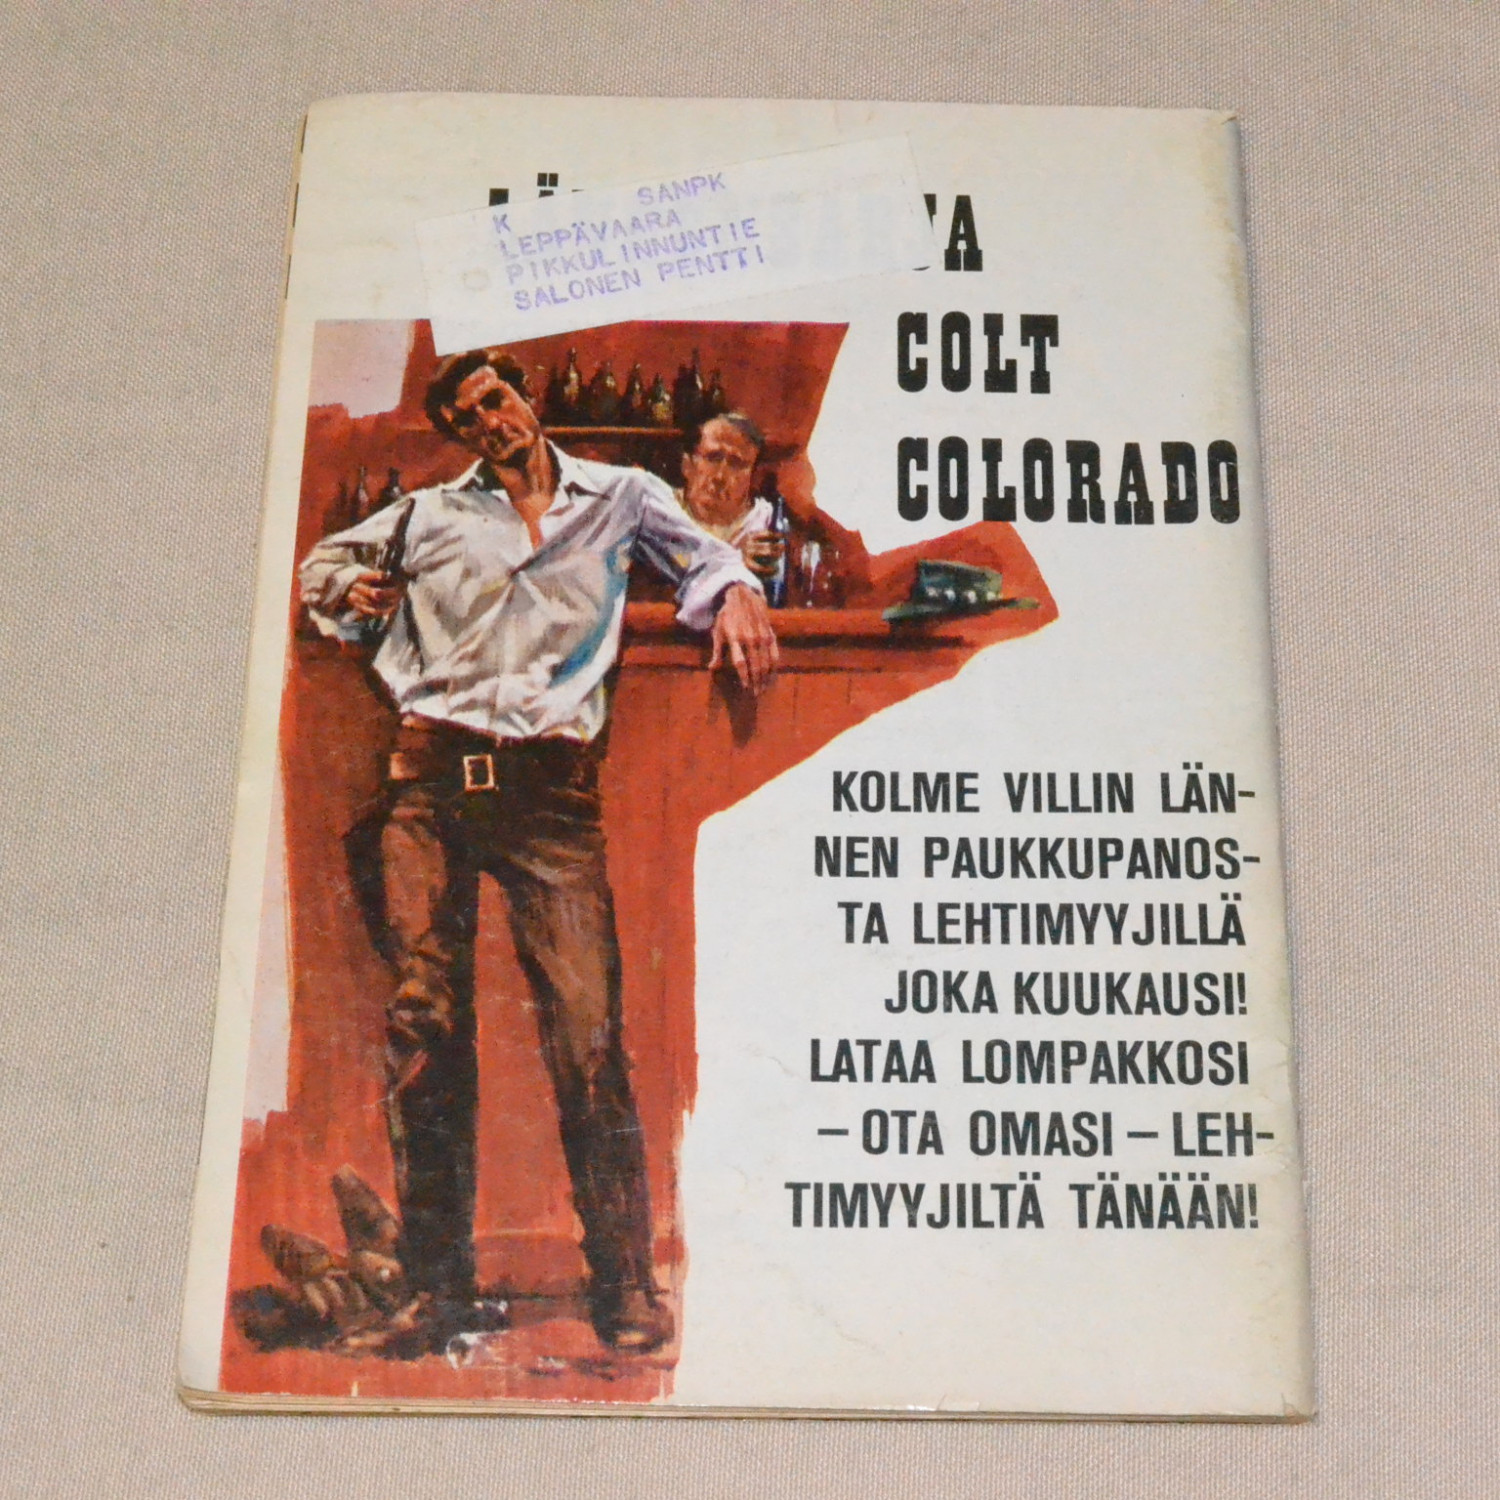 SANPK
K
LEPPÄVAARA
PIKKULINNUNTIE
SALONEN PENTTI
COLT
COLORADO
KOLME VILLIN LÄN-
NEN PAUKKUPANOS-
TA LEHTIMYYJILLÄ
JOKA KUUKAUSI!
LATAA LOMPAKKOSI
– OTA OMASI – LEH-
TIMYYJILTÄ TÄNÄÄN!